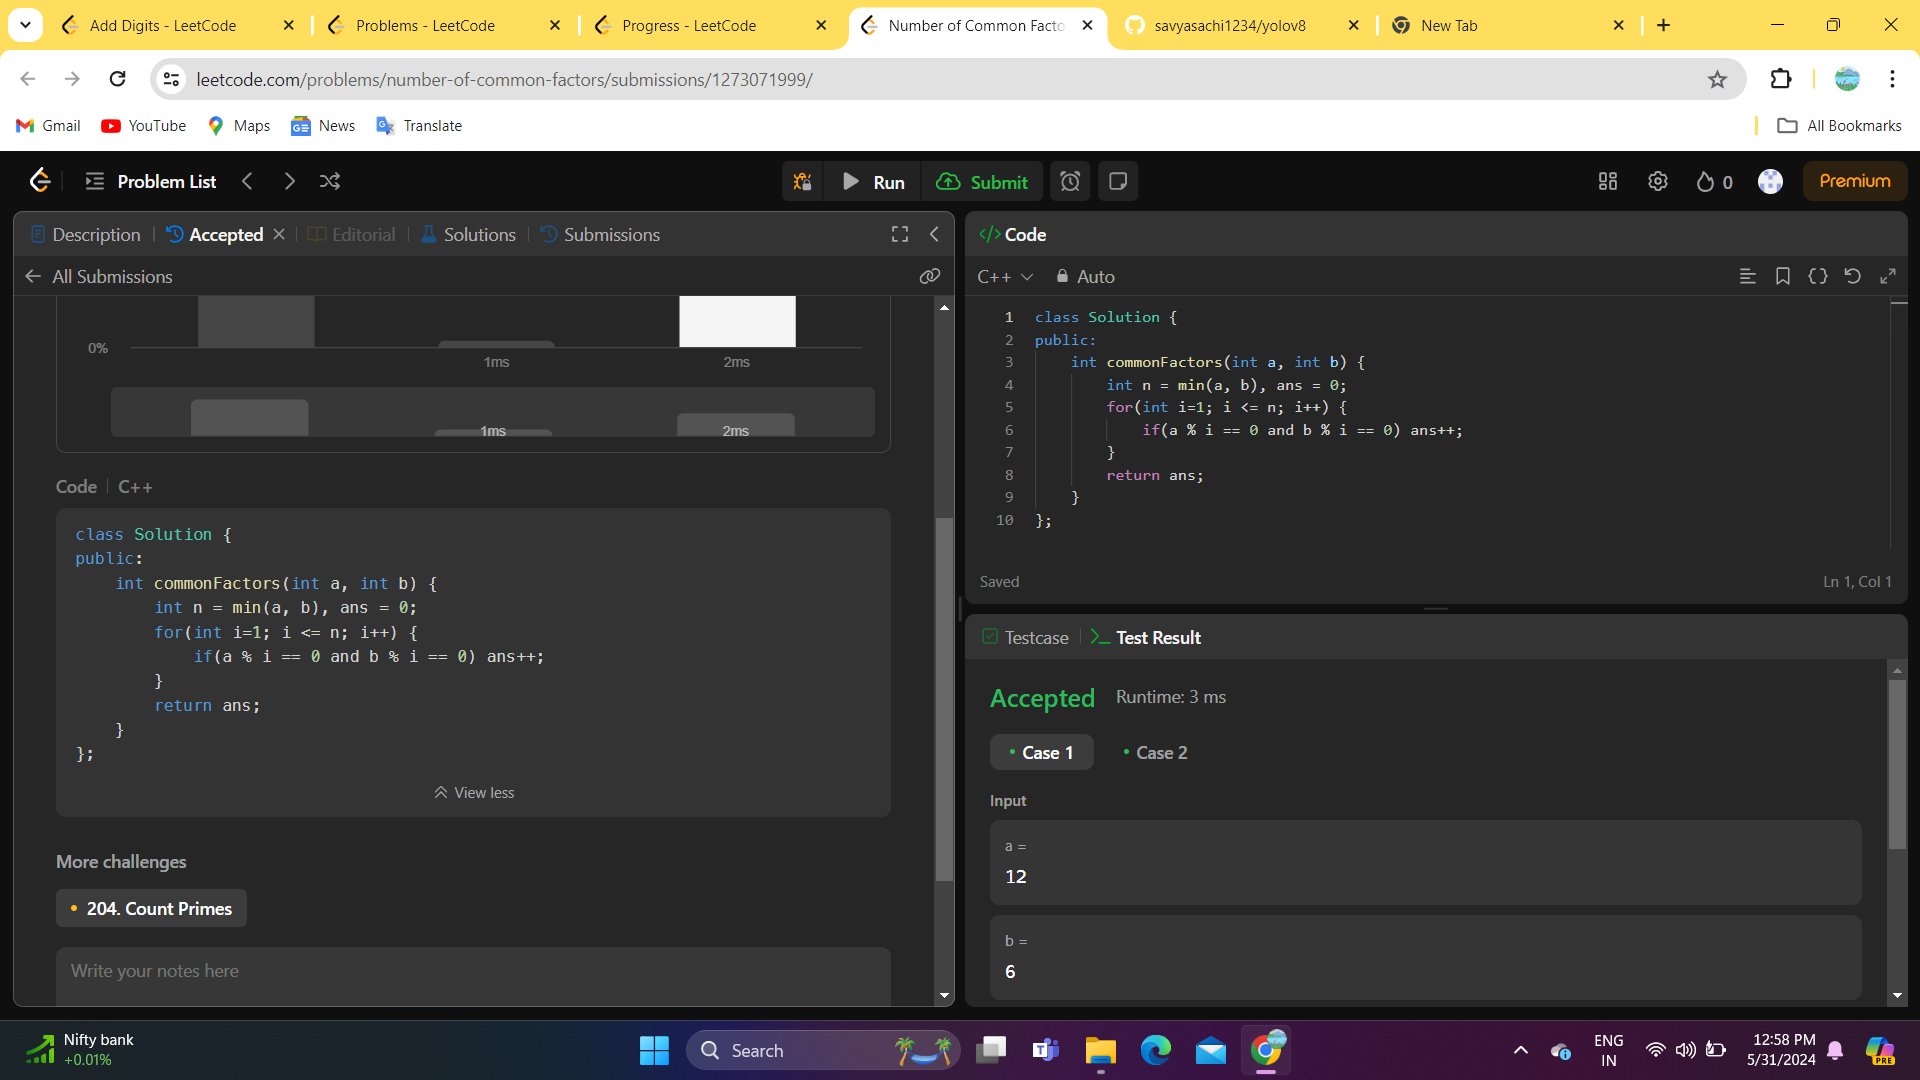 Add Digits - LeetCode
Problems - LeetCode
Progress - LeetCode
Number of Common Facto
savyasachi1234/yolov8
New Tab
leetcode.com/problems/number-of-common-factors/submissions/1273071999/
Gmail
YouTube
Maps
News
Translate
All Bookmarks
Problem List
Run
Submit
0
Premium
Description
Accepted
Editorial
Solutions
Submissions
All Submissions
0%
1ms
2ms
1ms
2ms
Code
C++
class Solution {
public:
int commonFactors(int a, int b) {
int n = min(a, b), ans = 0;
for(int i=1; i <= n; i++) {
if(a % i == 0 and b % i == 0) ans++;
}
return ans;
}
};
View less
More challenges
204. Count Primes
Write your notes here
</> Code
C++
Auto
1 class Solution {
2 public:
3 int commonFactors(int a, int b) {
4 int n = min(a, b), ans = 0;
5 for(int i=1; i <= n; i++) {
6 if(a % i == 0 and b % i == 0) ans++;
7 }
8 return ans;
9 }
10 };
Saved
Ln 1, Col 1
Testcase
Test Result
Accepted
Runtime: 3 ms
Case 1
Case 2
Input
a =
12
b =
6
Nifty bank
+0.01%
Search
ENG
IN
12:58 PM
5/31/2024
PRE